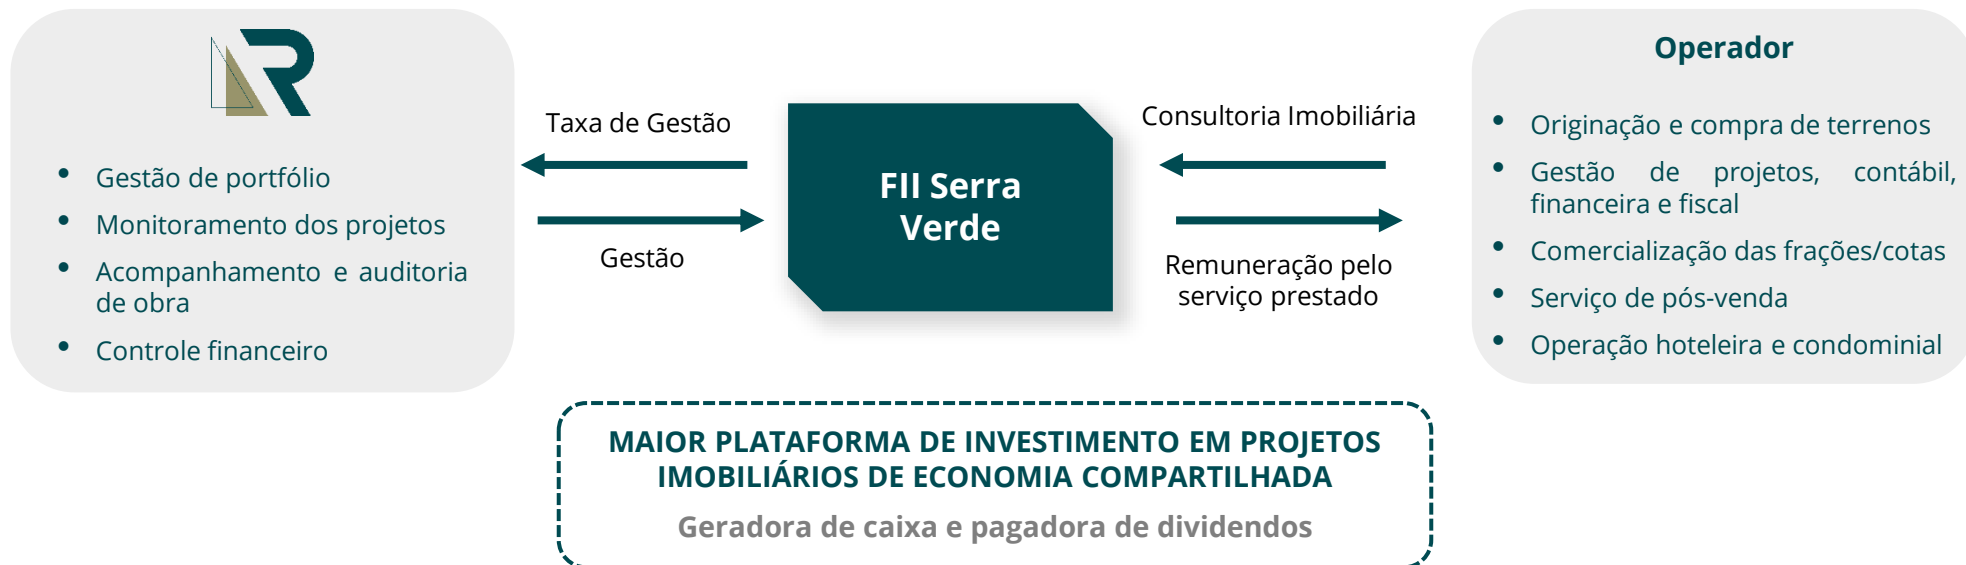 R
Gestão de portfólio
Monitoramento dos projetos
Acompanhamento e auditoria
de obra
Controle financeiro
Taxa de Gestão
Gestão
FII Serra
Verde
Consultoria Imobiliária
Remuneração pelo
serviço prestado
Operador
Originação e compra de terrenos
Gestão de projetos, contábil,
financeira e fiscal
Comercialização das frações/cotas
Serviço de pós-venda
Operação hoteleira e condominial
MAIOR PLATAFORMA DE INVESTIMENTO EM PROJETOS
IMOBILIÁRIOS DE ECONOMIA COMPARTILHADA
Geradora de caixa e pagadora de dividendos